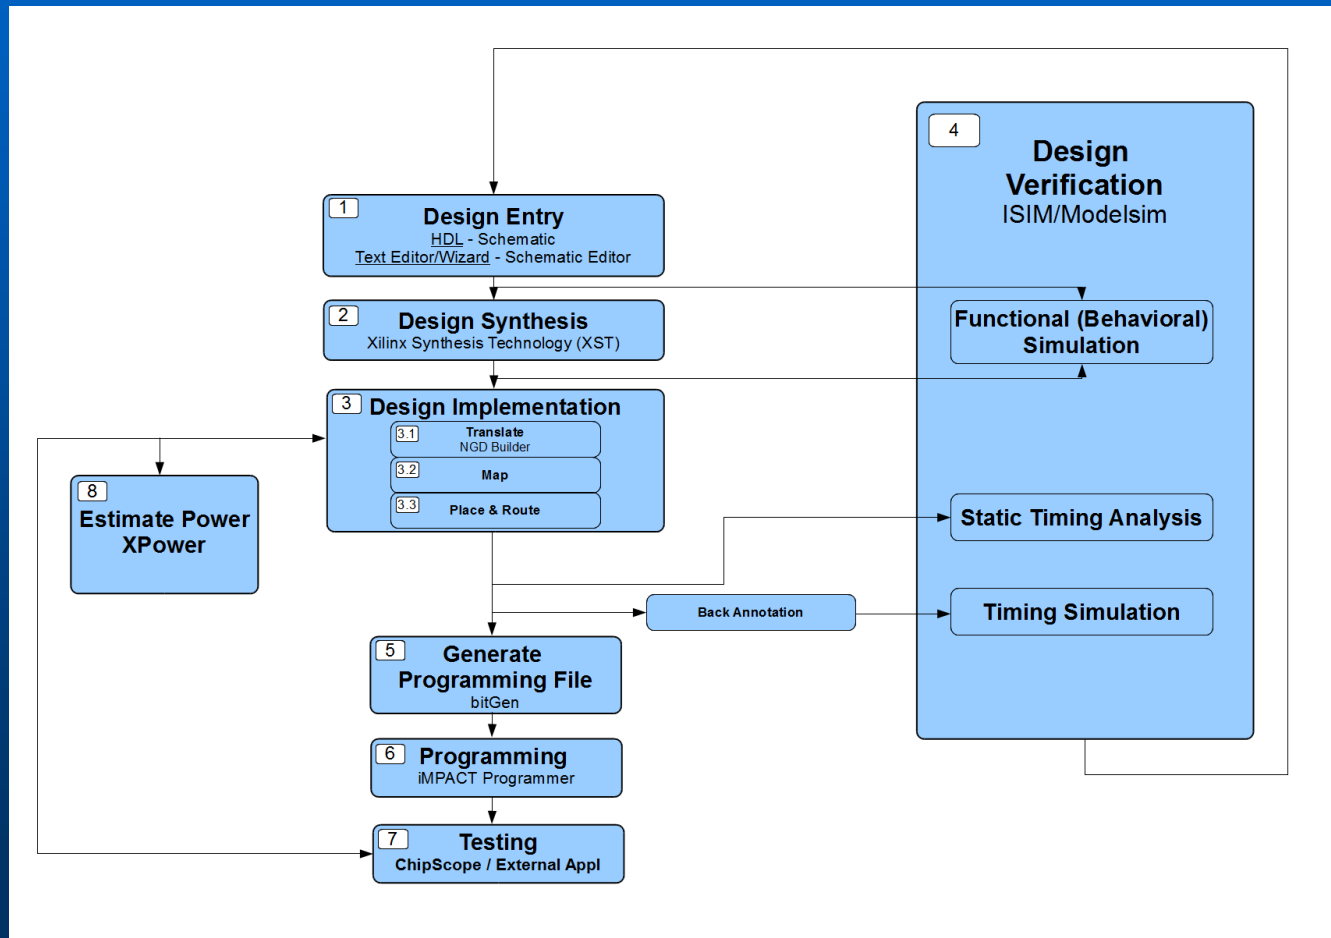 4
Design
Verification
ISIM/Modelsim
1
Design Entry
HDL - Schematic
Text Editor/Wizard - Schematic Editor
2
Design Synthesis
Xilinx Synthesis Technology (XST)
Functional (Behavioral)
Simulation
3
Design Implementation
3.1
Translate
NGD Builder
3.2
Map
3.3
Place & Route
8
Estimate Power
XPower
Static Timing Analysis
Back Annotation
Timing Simulation
5
Generate
Programming File
bitGen
6
Programming
iMPACT Programmer
7
Testing
ChipScope / External Appl